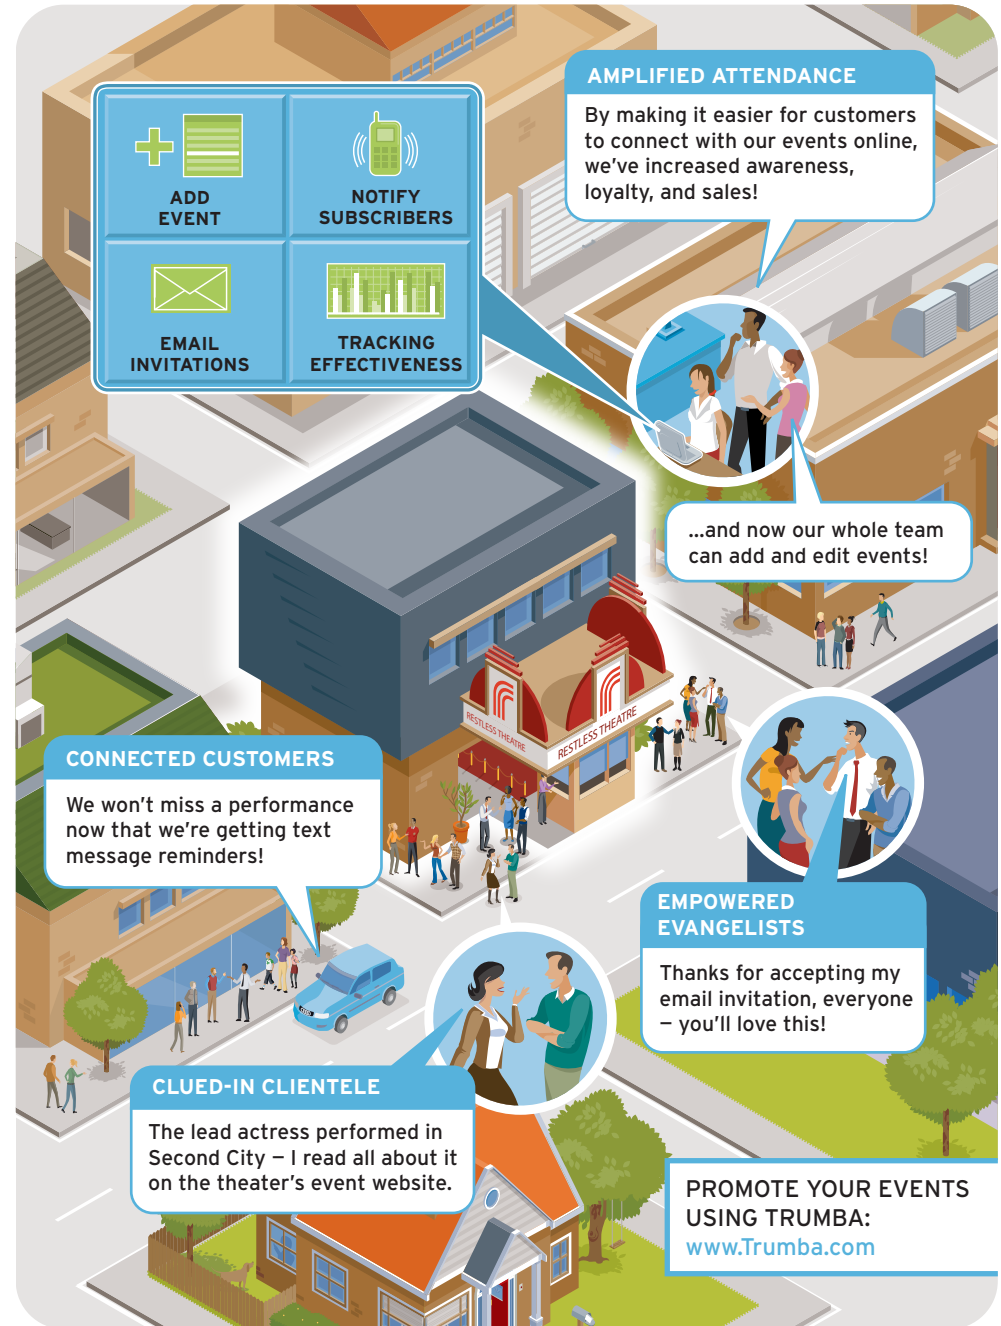 ADD
EVENT
NOTIFY
SUBSCRIBERS
EMAIL
INVITATIONS
TRACKING
EFFECTIVENESS
AMPLIFIED ATTENDANCE
By making it easier for customers
to connect with our events online,
we've increased awareness,
loyalty, and sales!
...and now our whole team
can add and edit events!
RESTLESS THEATRE
RESTLESS THEATRE
CONNECTED CUSTOMERS
We won't miss a performance
now that we're getting text
message reminders!
EMPOWERED
EVANGELISTS
Thanks for accepting my
email invitation, everyone
– you'll love this!
CLUED-IN CLIENTELE
The lead actress performed in
Second City – I read all about it
on the theater's event website.
PROMOTE YOUR EVENTS
USING TRUMBA:
www.Trumba.com